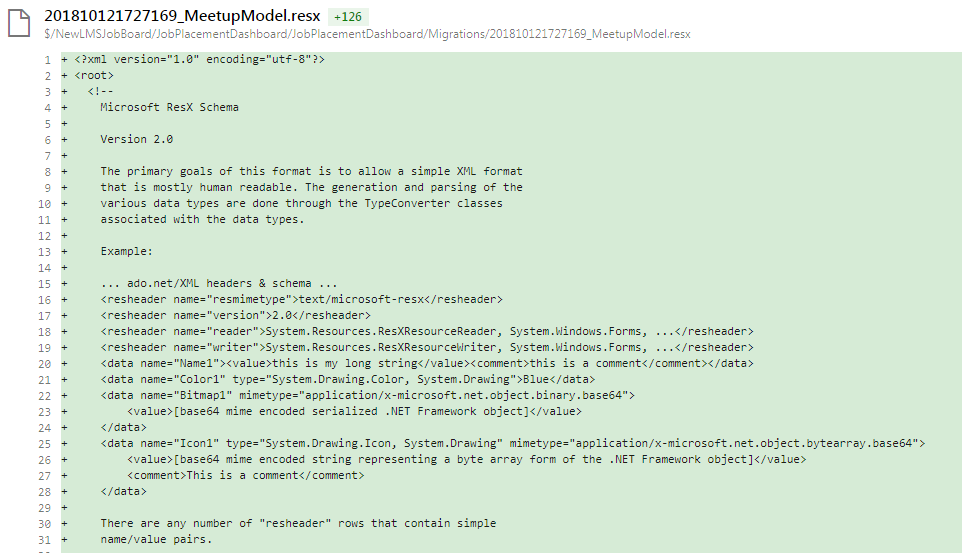 201810121727169_MeetupModel.resx +126
$/NewLMSJobBoard/JobPlacementDashboard/JobPlacementDashboard/Migrations/201810121727169_MeetupModel.resx
1 + <?xml version="1.0" encoding="utf-8"?>
2 + <root>
3 +   <!--
4 +     Microsoft ResX Schema
5 +
6 +     Version 2.0
7 +
8 +     The primary goals of this format is to allow a simple XML format
9 +     that is mostly human readable. The generation and parsing of the
10 +     various data types are done through the TypeConverter classes
11 +     associated with the data types.
12 +
13 +     Example:
14 +
15 +     ... ado.net/XML headers & schema ...
16 +     <resheader name="resmimetype">text/microsoft-resx</resheader>
17 +     <resheader name="version">2.0</resheader>
18 +     <resheader name="reader">System.Resources.ResXResourceReader, System.Windows.Forms, ...</resheader>
19 +     <resheader name="writer">System.Resources.ResXResourceWriter, System.Windows.Forms, ...</resheader>
20 +     <data name="Name1"><value>this is my long string</value><comment>this is a comment</comment></data>
21 +     <data name="Color1" type="System.Drawing.Color, System.Drawing">Blue</data>
22 +     <data name="Bitmap1" mimetype="application/x-microsoft.net.object.binary.base64">
23 +         <value>[base64 mime encoded serialized .NET Framework object]</value>
24 +     </data>
25 +     <data name="Icon1" type="System.Drawing.Icon, System.Drawing" mimetype="application/x-microsoft.net.object.bytearray.base64">
26 +         <value>[base64 mime encoded string representing a byte array form of the .NET Framework object]</value>
27 +         <comment>This is a comment</comment>
28 +     </data>
29 +
30 +     There are any number of "resheader" rows that contain simple
31 +     name/value pairs.